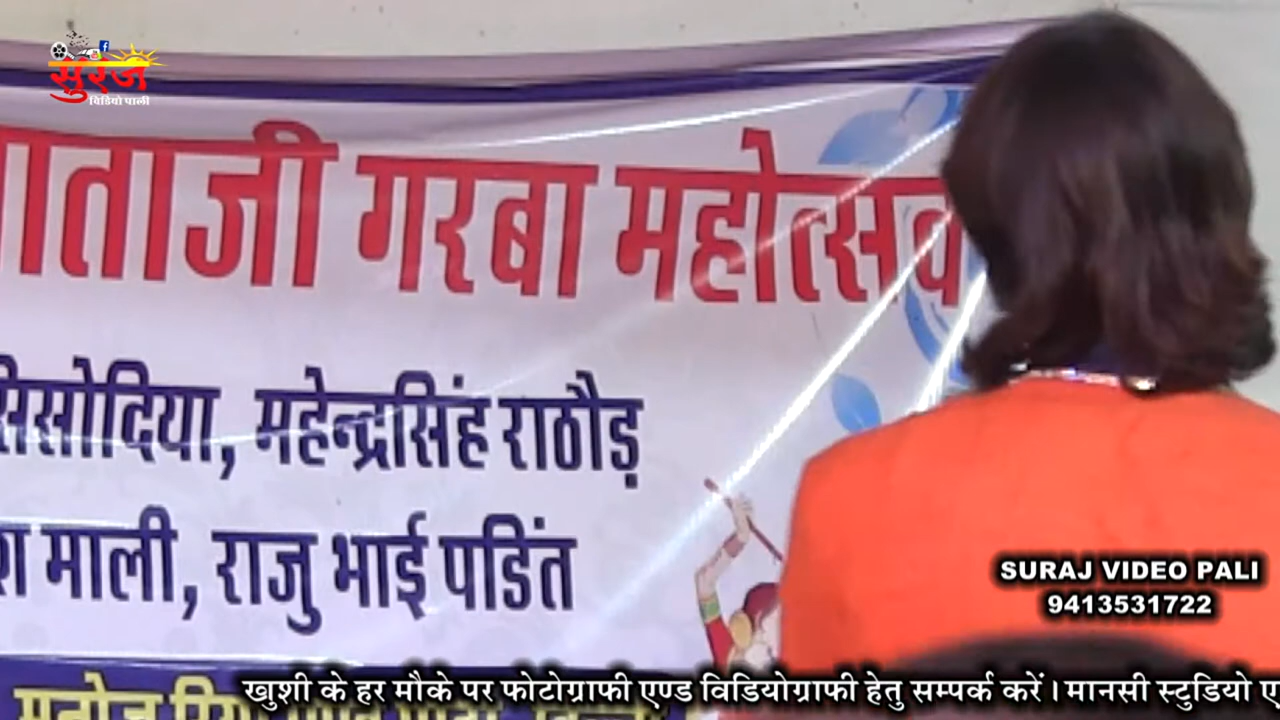 सुरज
विडियो पाली
माताजी गरबा महोत्सव
सिसोदिया, महेन्द्रसिंह राठौड़
माली, राजु भाई पडिंत
SURAJ VIDEO PALI
9413531722
खुशी के हर मौके पर फोटोग्राफी एण्ड विडियोग्राफी हेतु सम्पर्क करें । मानसी स्टुडियो